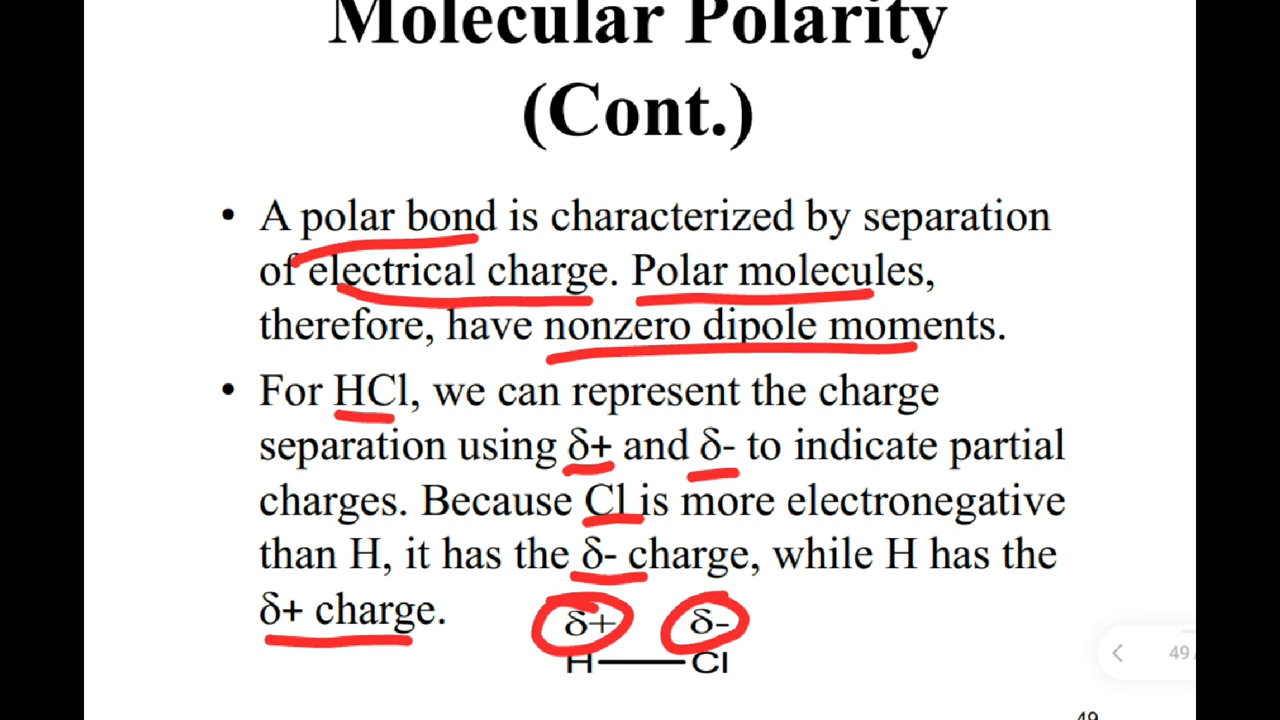 Molecular Polarity
(Cont.)
• A polar bond is characterized by separation
of electrical charge. Polar molecules,
therefore, have nonzero dipole moments.
• For HCl, we can represent the charge
separation using δ+ and δ- to indicate partial
charges. Because Cl is more electronegative
than H, it has the δ- charge, while H has the
δ+ charge.
δ+ δ-
H Cl
49/
49